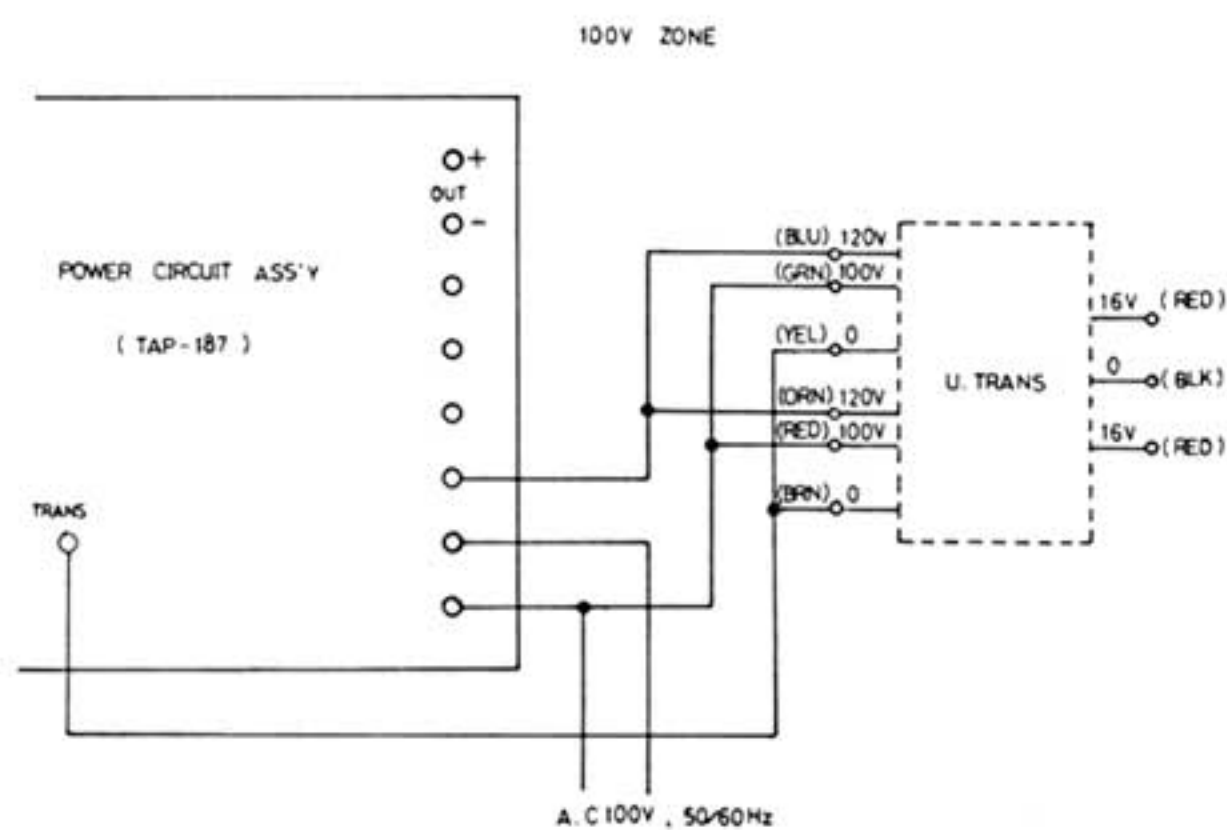 100V ZONE
+
OUT
-
POWER CIRCUIT ASS'Y
( TAP-187 )
TRANS
(BLU) 120V
(GRN) 100V
(YEL) 0
(ORN) 120V
(RED) 100V
(BRN) 0
U. TRANS
16V (RED)
0 (BLK)
16V (RED)
A.C 100V , 50/60Hz